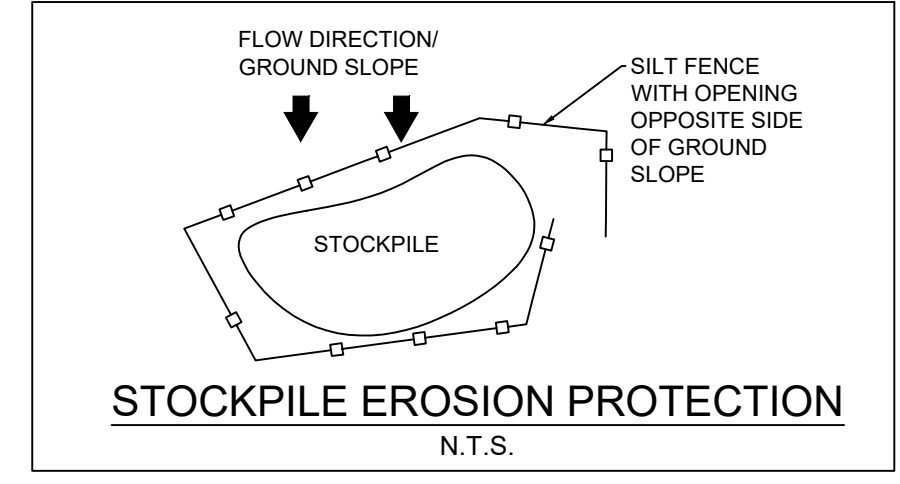 FLOW DIRECTION/
GROUND SLOPE
SILT FENCE
WITH OPENING
OPPOSITE SIDE
OF GROUND
SLOPE
STOCKPILE
STOCKPILE EROSION PROTECTION
N.T.S.